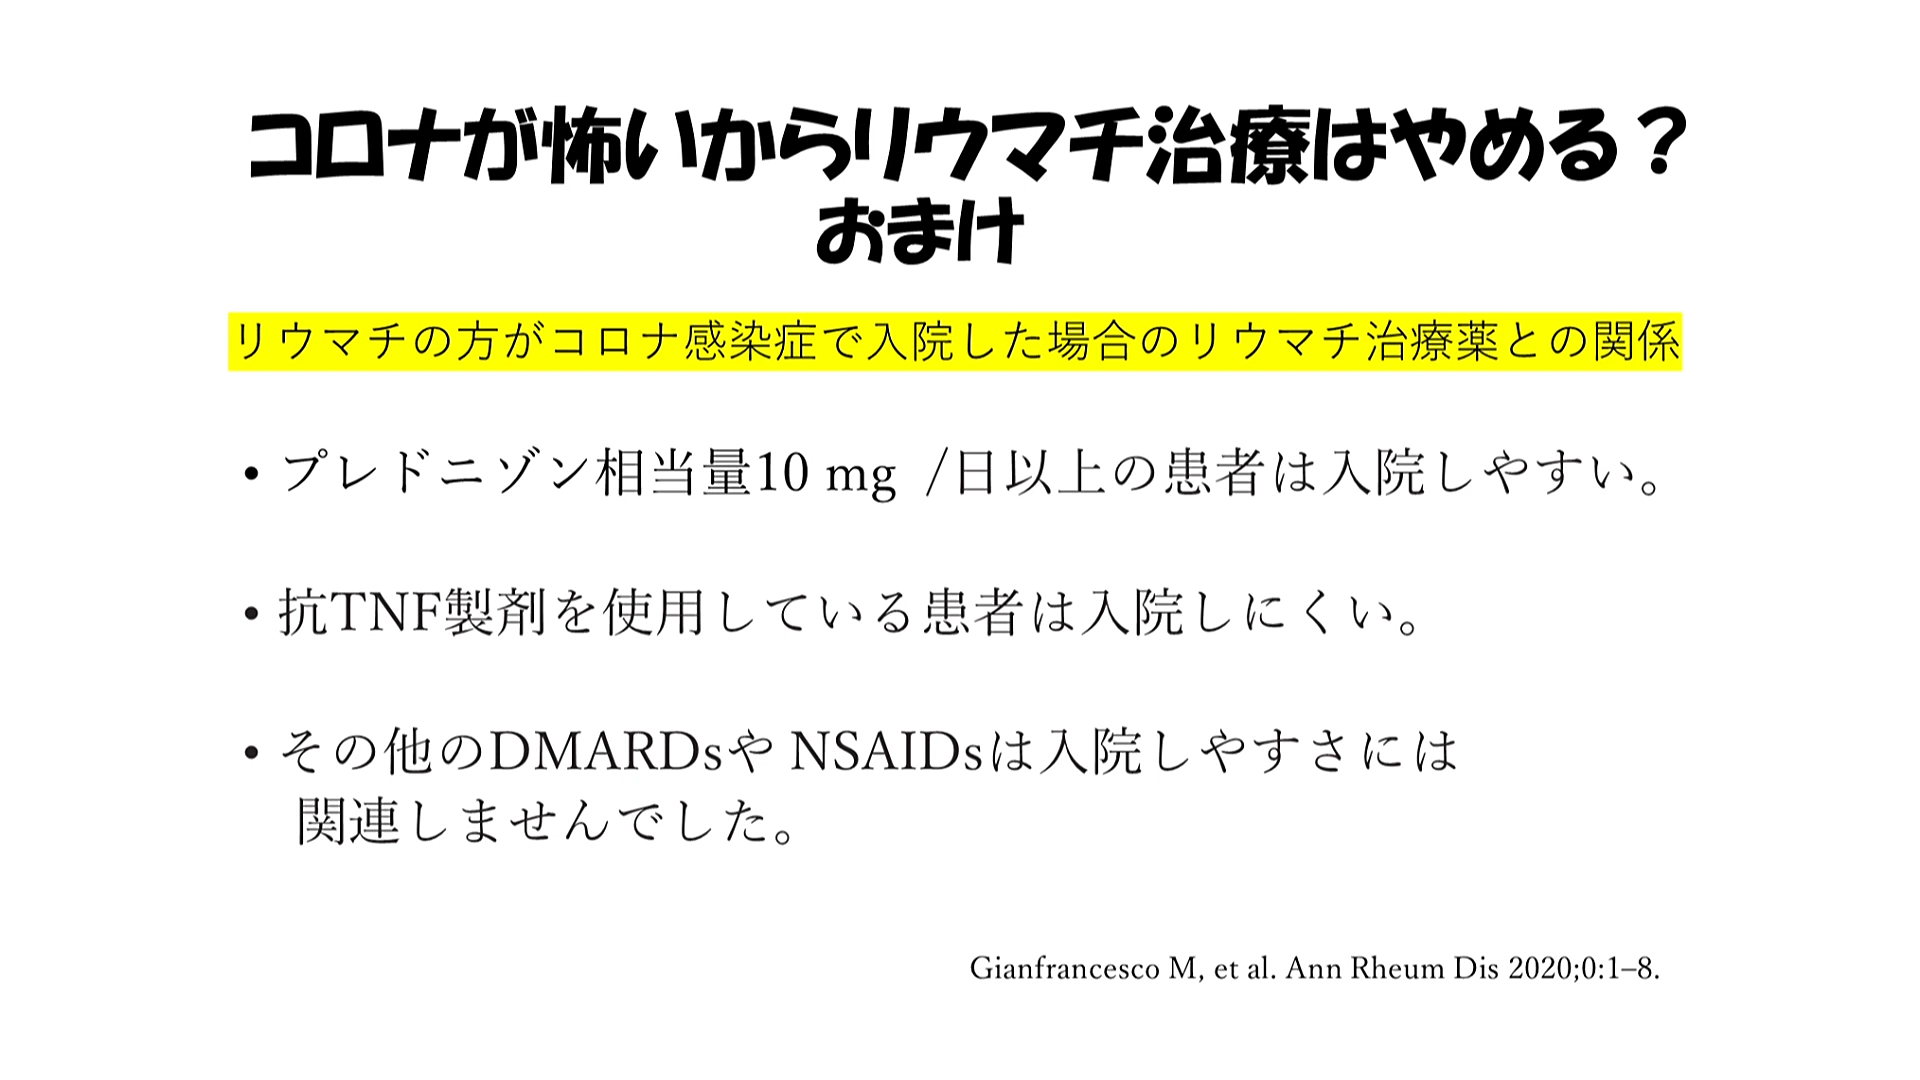 コロナが怖いからリウマチ治療はやめる？
おまけ
リウマチの方がコロナ感染症で入院した場合のリウマチ治療薬との関係
• プレドニゾン相当量10 mg /日以上の患者は入院しやすい。
• 抗TNF製剤を使用している患者は入院しにくい。
• その他のDMARDsや NSAIDsは入院しやすさには
関連しませんでした。
Gianfrancesco M, et al. Ann Rheum Dis 2020;0:1–8.